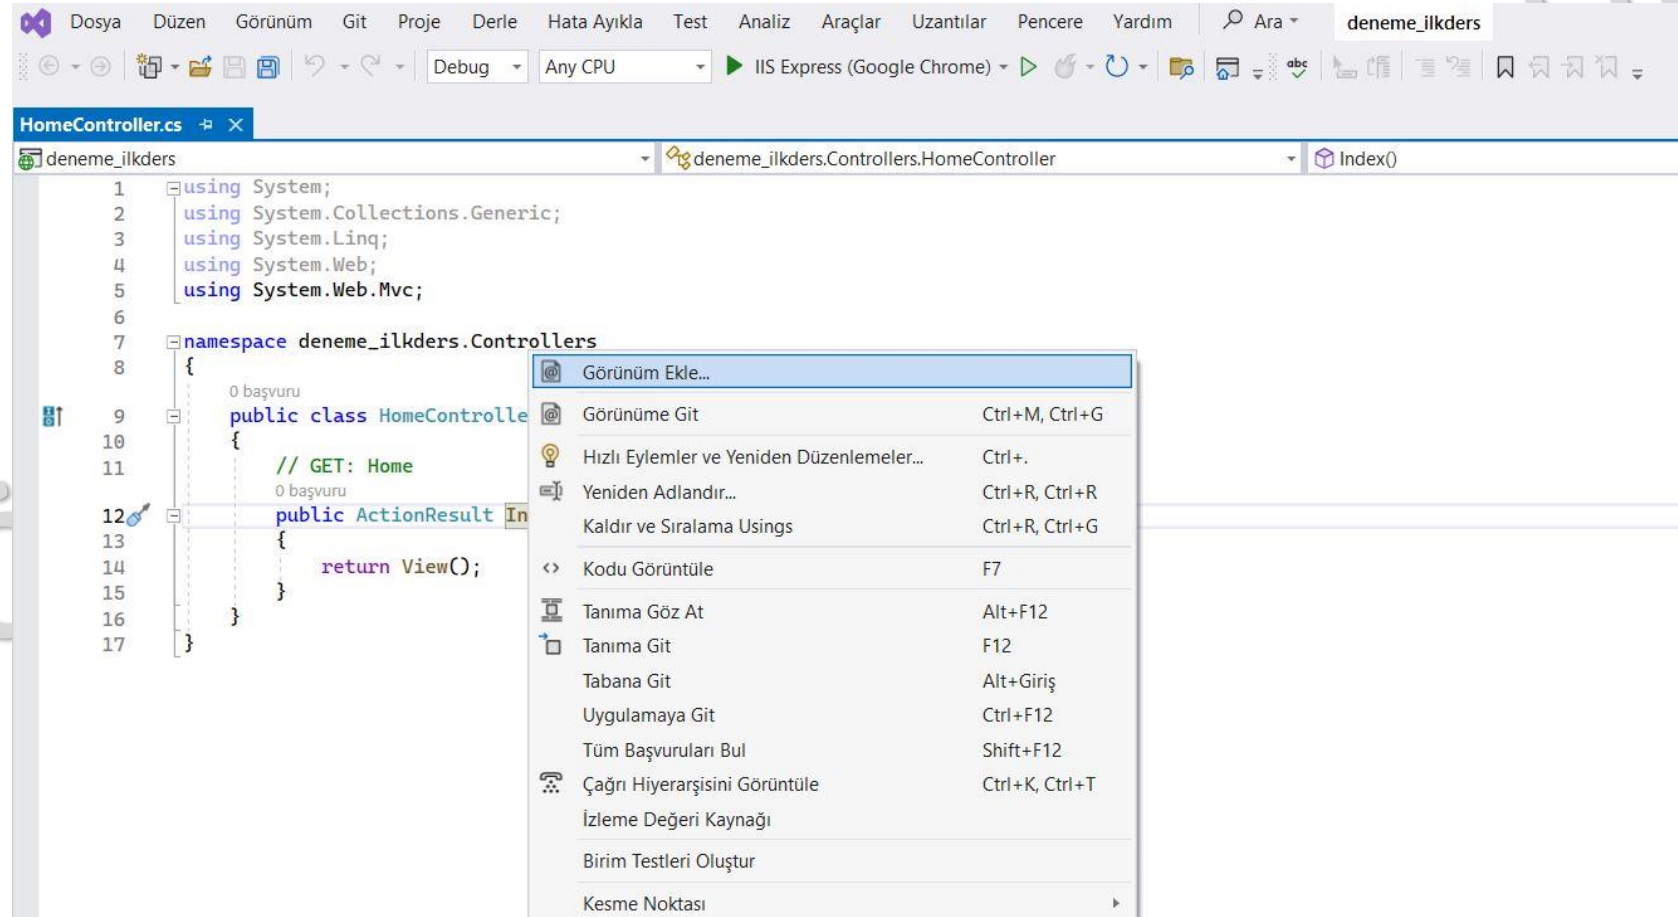 Dosya Düzen Görünüm Git Proje Derle Hata Ayıkla Test Analiz Araçlar Uzantılar Pencere Yardım Ara deneme_ilkders
Debug Any CPU IIS Express (Google Chrome) abc
HomeController.cs
deneme_ilkders deneme_ilkders.Controllers.HomeController Index()
1 using System;
2 using System.Collections.Generic;
3 using System.Linq;
4 using System.Web;
5 using System.Web.Mvc;
6
7 namespace deneme_ilkders.Controllers
8 {
0 başvuru
9 public class HomeControlle
10 {
11 // GET: Home
0 başvuru
12 public ActionResult In
13 {
14 return View();
15 }
16 }
17 }
Görünüm Ekle...
Görünüme Git Ctrl+M, Ctrl+G
Hızlı Eylemler ve Yeniden Düzenlemeler... Ctrl+.
Yeniden Adlandır... Ctrl+R, Ctrl+R
Kaldır ve Sıralama Usings Ctrl+R, Ctrl+G
Kodu Görüntüle F7
Tanıma Göz At Alt+F12
Tanıma Git F12
Tabana Git Alt+Giriş
Uygulamaya Git Ctrl+F12
Tüm Başvuruları Bul Shift+F12
Çağrı Hiyerarşisini Görüntüle Ctrl+K, Ctrl+T
İzleme Değeri Kaynağı
Birim Testleri Oluştur
Kesme Noktası